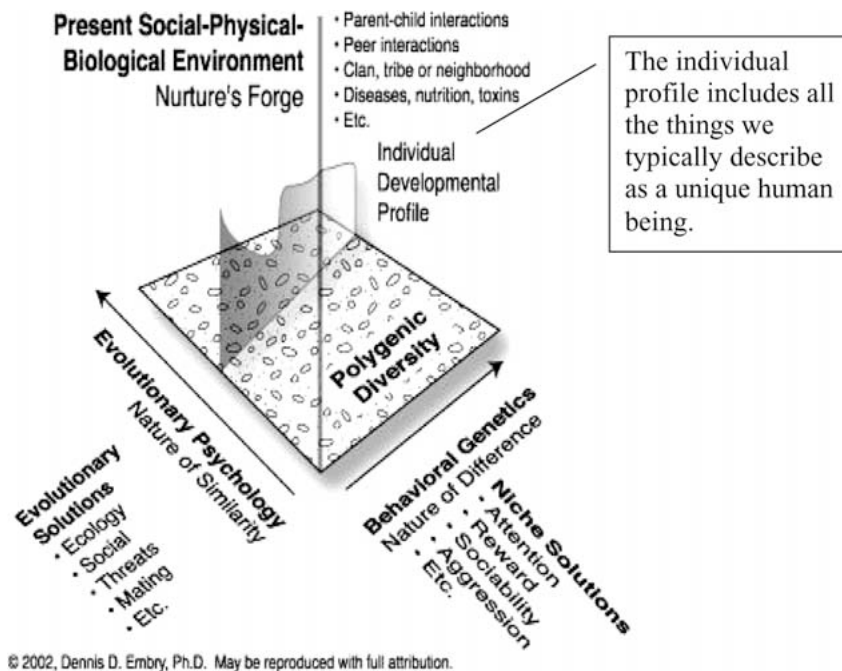 Present Social-Physical-
Biological Environment
Nurture's Forge
• Parent-child interactions
• Peer interactions
• Clan, tribe or neighborhood
• Diseases, nutrition, toxins
• Etc.
Individual
Developmental
Profile
The individual
profile includes all
the things we
typically describe
as a unique human
being.
Polygenic
Diversity
Evolutionary Psychology
Nature of Similarity
Evolutionary
Solutions
• Ecology
• Social
• Threats
• Mating
• Etc.
Behavioral Genetics
Nature of Difference
Niche Solutions
• Attention
• Reward
• Sociability
• Aggression
• Etc.
© 2002, Dennis D. Embry, Ph.D. May be reproduced with full attribution.